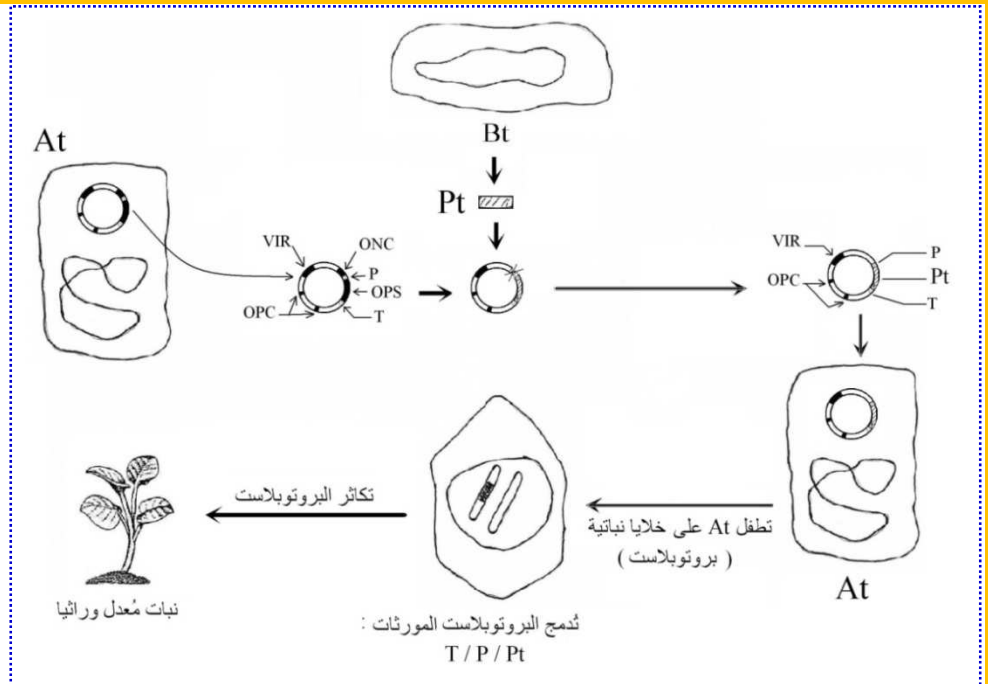 Bt
At
Pt
VIR
ONC
P
OPS
T
OPC
VIR
P
Pt
OPC
T
At
تطفل At على خلايا نباتية
( بروتوبلاست )
تكاثر البروتوبلاست
تُدمج البروتوبلاست المورثات :
T / P / Pt
نبات مُعدل وراثيا